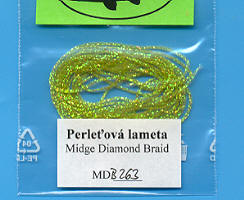 Perleťová lameta
Midge Diamond Braid
MDB263